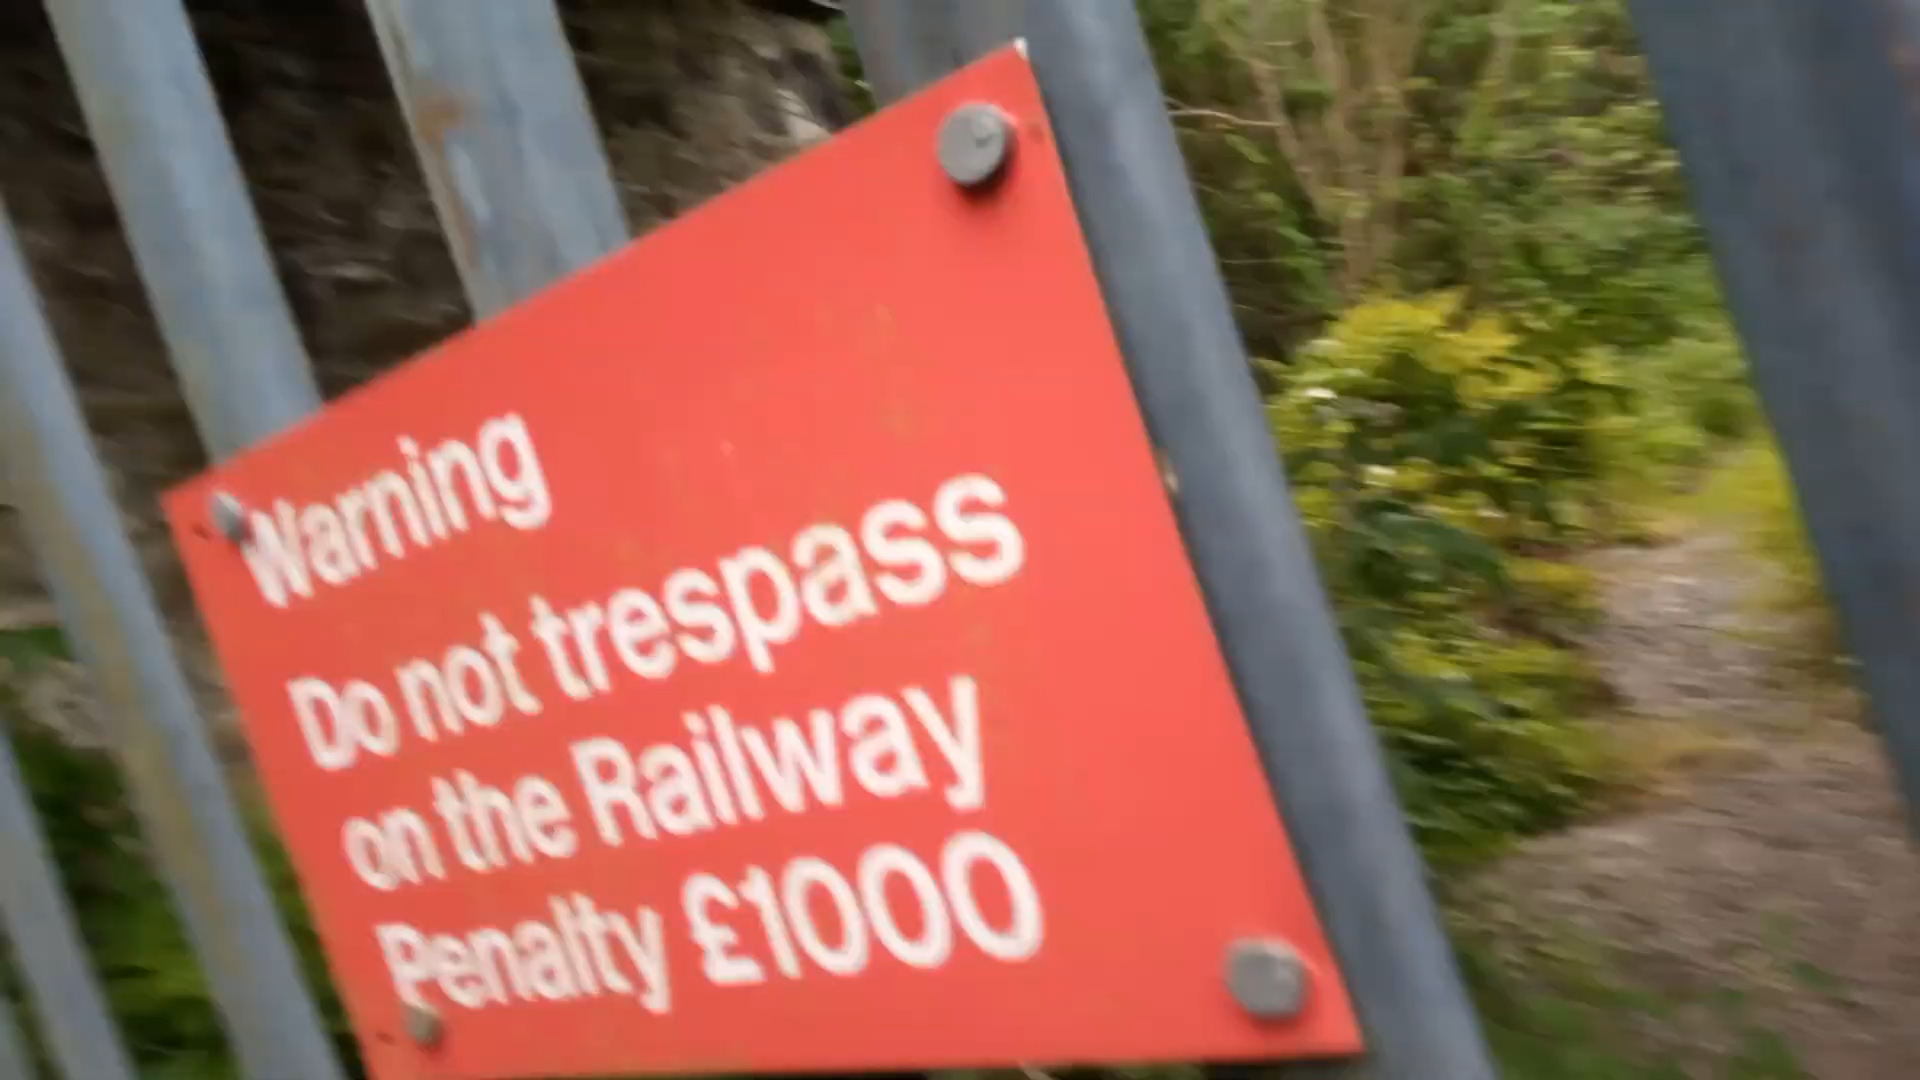 Warning
Do not trespass
on the Railway
Penalty £1000